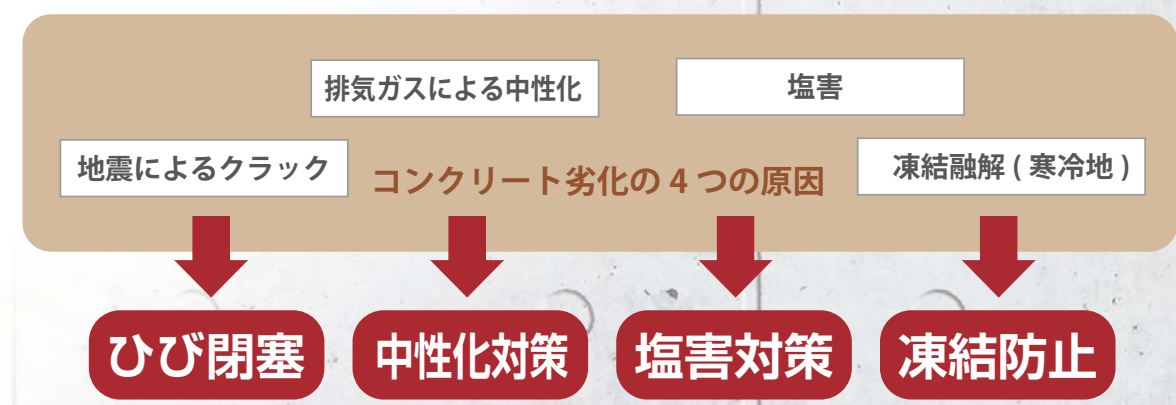 排気ガスによる中性化
塩害
地震によるクラック
コンクリート劣化の 4 つの原因
凍結融解 ( 寒冷地 )
ひび閉塞
中性化対策
塩害対策
凍結防止